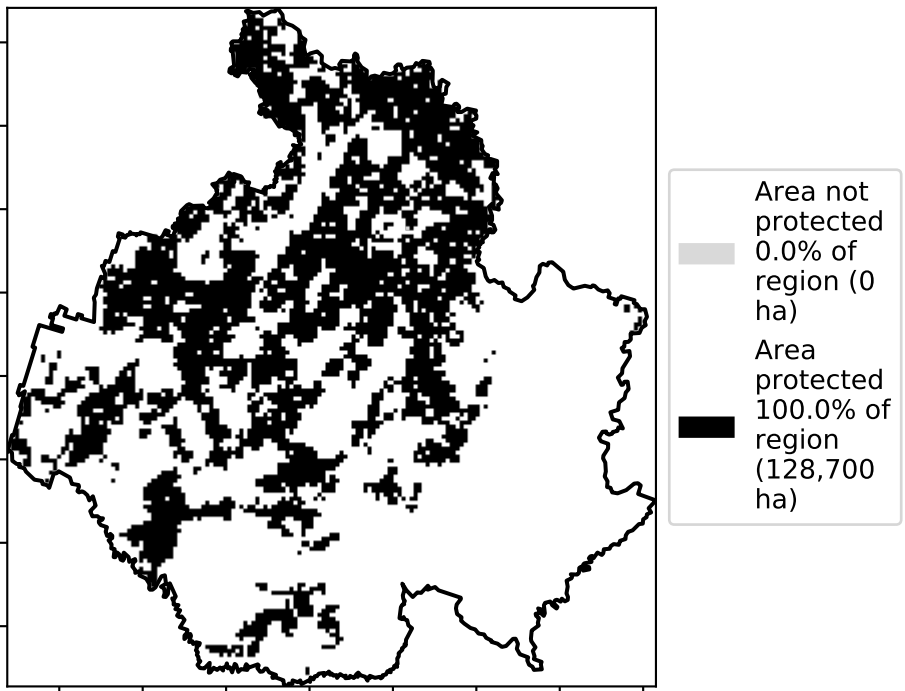 Area not
protected
0.0% of
region (0
ha)
Area
protected
100.0% of
region
(128,700
ha)